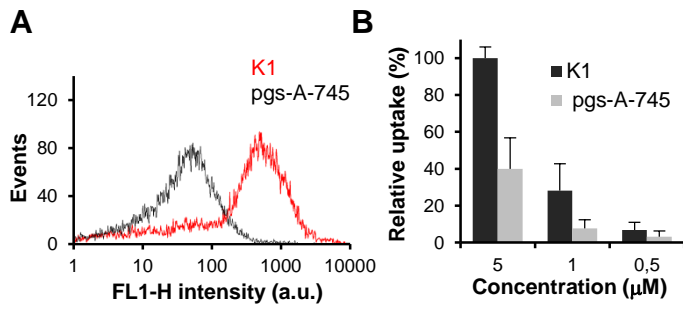 A
K1
pgs-A-745
Events
120
80
40
0
1
10
100
1000
10000
FL1-H intensity (a.u.)
B
Relative uptake (%)
100
80
60
40
20
0
K1
pgs-A-745
5
1
0,5
Concentration (μM)